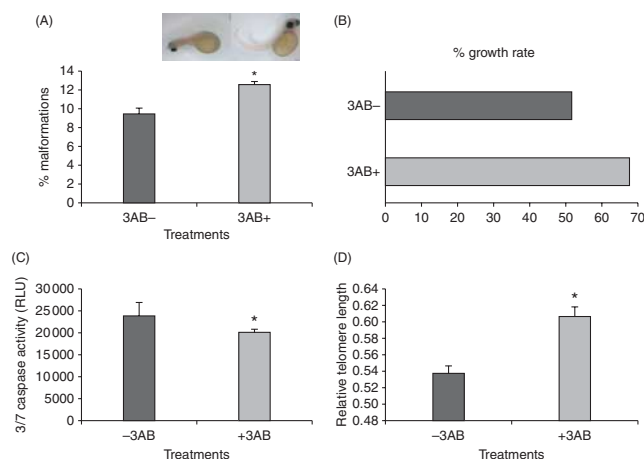 (A)
14
12
10
8
6
4
2
0
% malformations
*
3AB– 3AB+
Treatments
(B)
% growth rate
3AB–
3AB+
0 10 20 30 40 50 60 70
(C)
3/7 caspase activity (RLU)
30 000
25 000
20 000
15 000
10 000
5000
0
*
–3AB +3AB
Treatments
(D)
Relative telomere length
0.64
0.62
0.60
0.58
0.56
0.54
0.52
0.50
0.48
*
–3AB +3AB
Treatments